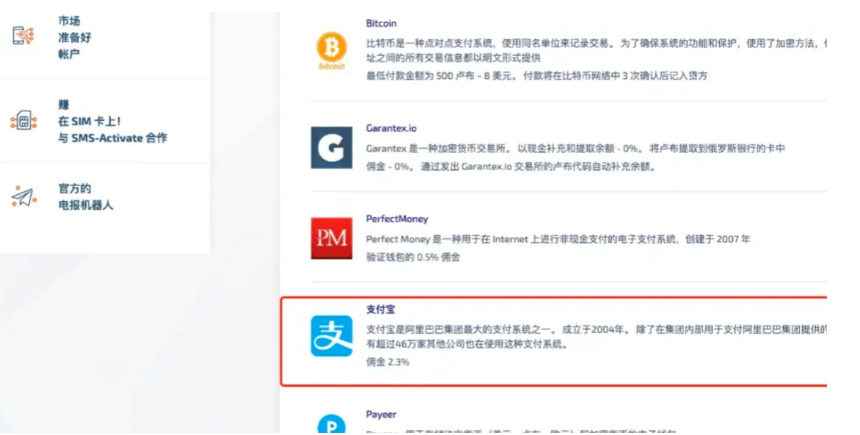 市场
准备好
帐户
赚
在 SIM 卡上！
与 SMS-Activate 合作
官方的
电报机器人
Bitcoin
比特币是一种点对点支付系统，使用同名单位来记录交易。 为了确保系统的功能和保护，使用了加密方法，
址之间的所有交易信息都以明文形式提供
最低付款金额为 500 卢布 – 8 美元。 付款将在比特币网络中 3 次确认后记入贷方
bitcoin
Garantex.io
Garantex 是一种加密货币交易所。 以现金补充和提取余额 - 0%。 将卢布提取到俄罗斯银行的卡中
佣金 - 0%。 通过发出 Garantex.io 交易所的卢布代码自动补充余额。
G
PerfectMoney
PM
Perfect Money 是一种用于在 Internet 上进行非现金支付的电子支付系统，创建于 2007 年
验证钱包的 0.5% 佣金
支付宝
支
支付宝是阿里巴巴集团最大的支付系统之一。 成立于2004年。 除了在集团内部用于支付阿里巴巴集团提供的
有超过46万家其他公司也在使用这种支付系统。
佣金 2.3%
Payeer
P